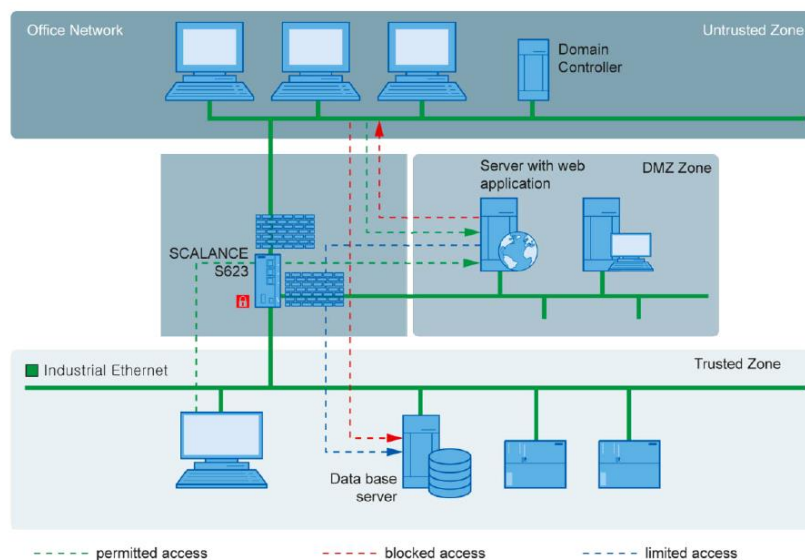 Office Network
Untrusted Zone
Domain
Controller
Server with web
application
DMZ Zone
SCALANCE
S623
Industrial Ethernet
Trusted Zone
Data base
server
permitted access
blocked access
limited access